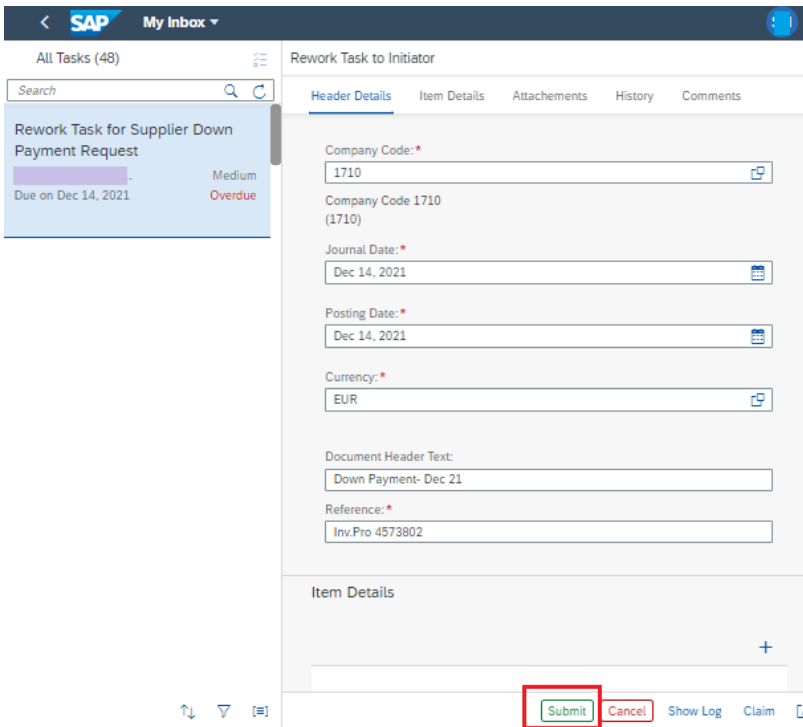 SAP My Inbox
All Tasks (48)
Search
Rework Task for Supplier Down
Payment Request
Medium
Due on Dec 14, 2021 Overdue
Rework Task to Initiator
Header Details Item Details Attachements History Comments
Company Code:*
1710
Company Code 1710
(1710)
Journal Date:*
Dec 14, 2021
Posting Date:*
Dec 14, 2021
Currency:*
EUR
Document Header Text:
Down Payment- Dec 21
Reference:*
Inv.Pro 4573802
Item Details
Submit Cancel Show Log Claim